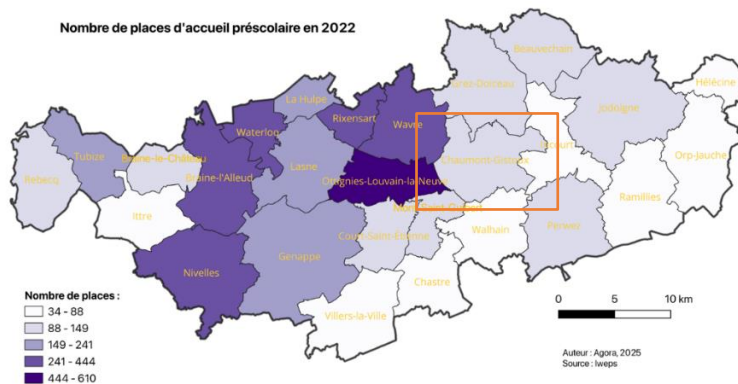 Nombre de places d'accueil préscolaire en 2022
Beauvechain
Hélécine
Grez-Doiceau
La Hulpe
Jodoigne
Rixensart
Wavre
Waterloo
Incourt
Tubize
Braine-le-Château
Lasne
Chaumont-Gistoux
Orp-Jauche
Rebecq
Braine-l'Alleud
Ottignies-Louvain-la-Neuve
Ramillies
Ittre
Mont-Saint-Guibert
Court-Saint-Étienne
Walhain
Perwez
Nivelles
Genappe
Chastre
Villers-la-Ville
Nombre de places :
34 - 88
88 - 149
149 - 241
241 - 444
444 - 610
0 5 10 km
Auteur : Agora, 2025
Source : Iweps